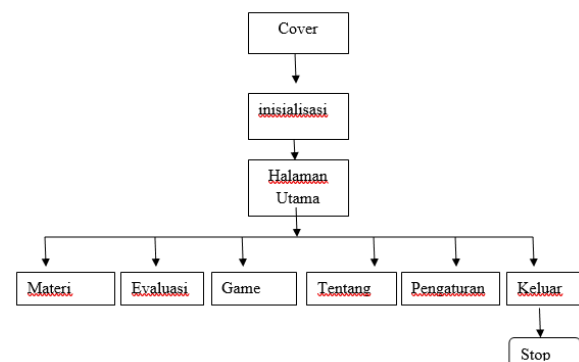 Cover
inisialisasi
Halaman
Utama
Materi
Evaluasi
Game
Tentang
Pengaturan
Keluar
Stop